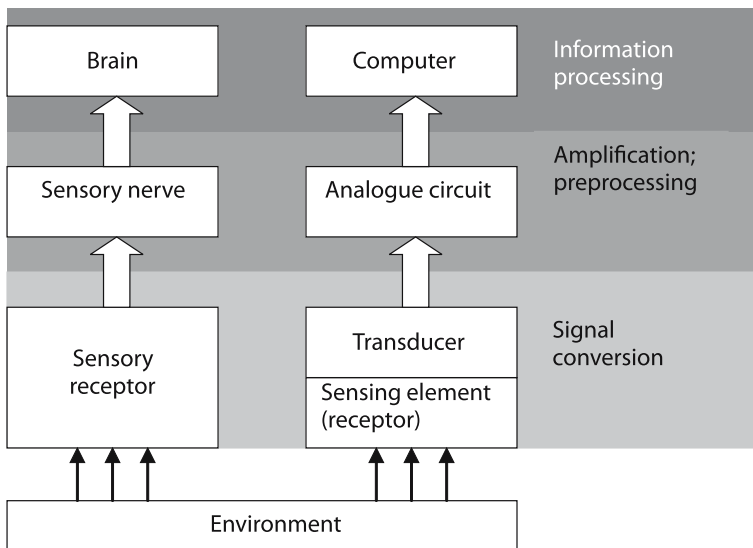 Brain
Computer
Information
processing
Sensory nerve
Analogue circuit
Amplification;
preprocessing
Sensory
receptor
Transducer
Sensing element
(receptor)
Signal
conversion
Environment